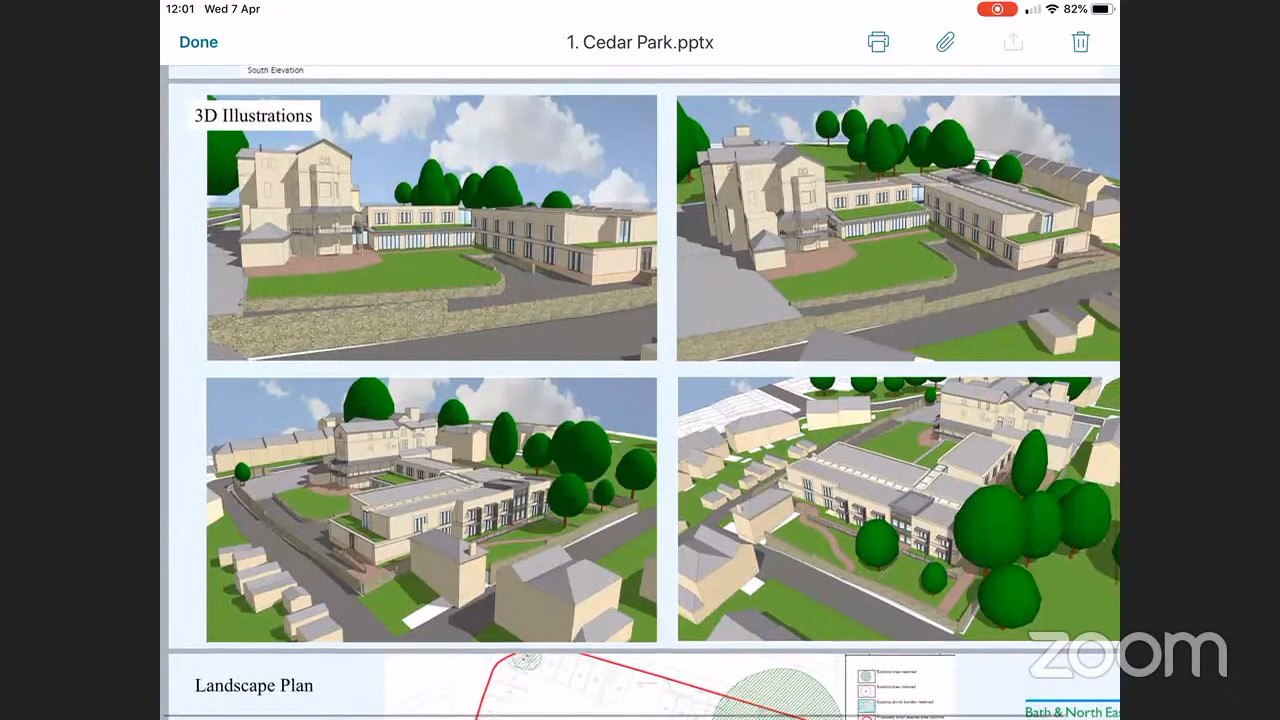 12:01 Wed 7 Apr
82%
Done
1. Cedar Park.pptx
South Elevation
3D Illustrations
zoom
Landscape Plan
Bath & North Ea